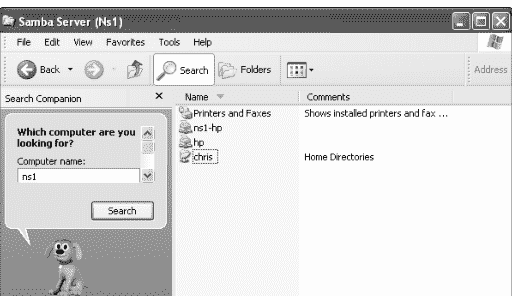 Samba Server (Ns1)
File Edit View Favorites Tools Help
Back Search Folders Address
Search Companion
Name Comments
Printers and Faxes Shows installed printers and fax ...
ns1-hp
hp
chris Home Directories
Which computer are you
looking for?
Computer name:
ns1
Search